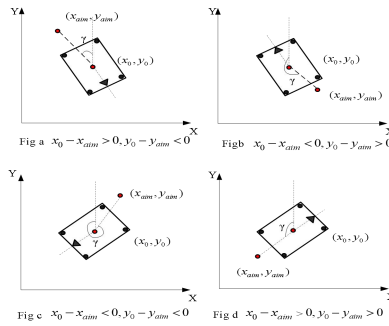 Y
(x_aim, y_aim)
γ
(x_0, y_0)
X
Fig a x_0 − x_aim > 0, y_0 − y_aim < 0
Y
(x_0, y_0)
γ
(x_aim, y_aim)
X
Figb x_0 − x_aim < 0, y_0 − y_aim > 0
Y
(x_aim, y_aim)
γ
(x_0, y_0)
X
Fig c x_0 − x_aim < 0, y_0 − y_aim < 0
Y
γ
(x_0, y_0)
(x_aim, y_aim)
X
Fig d x_0 − x_aim > 0, y_0 − y_aim > 0